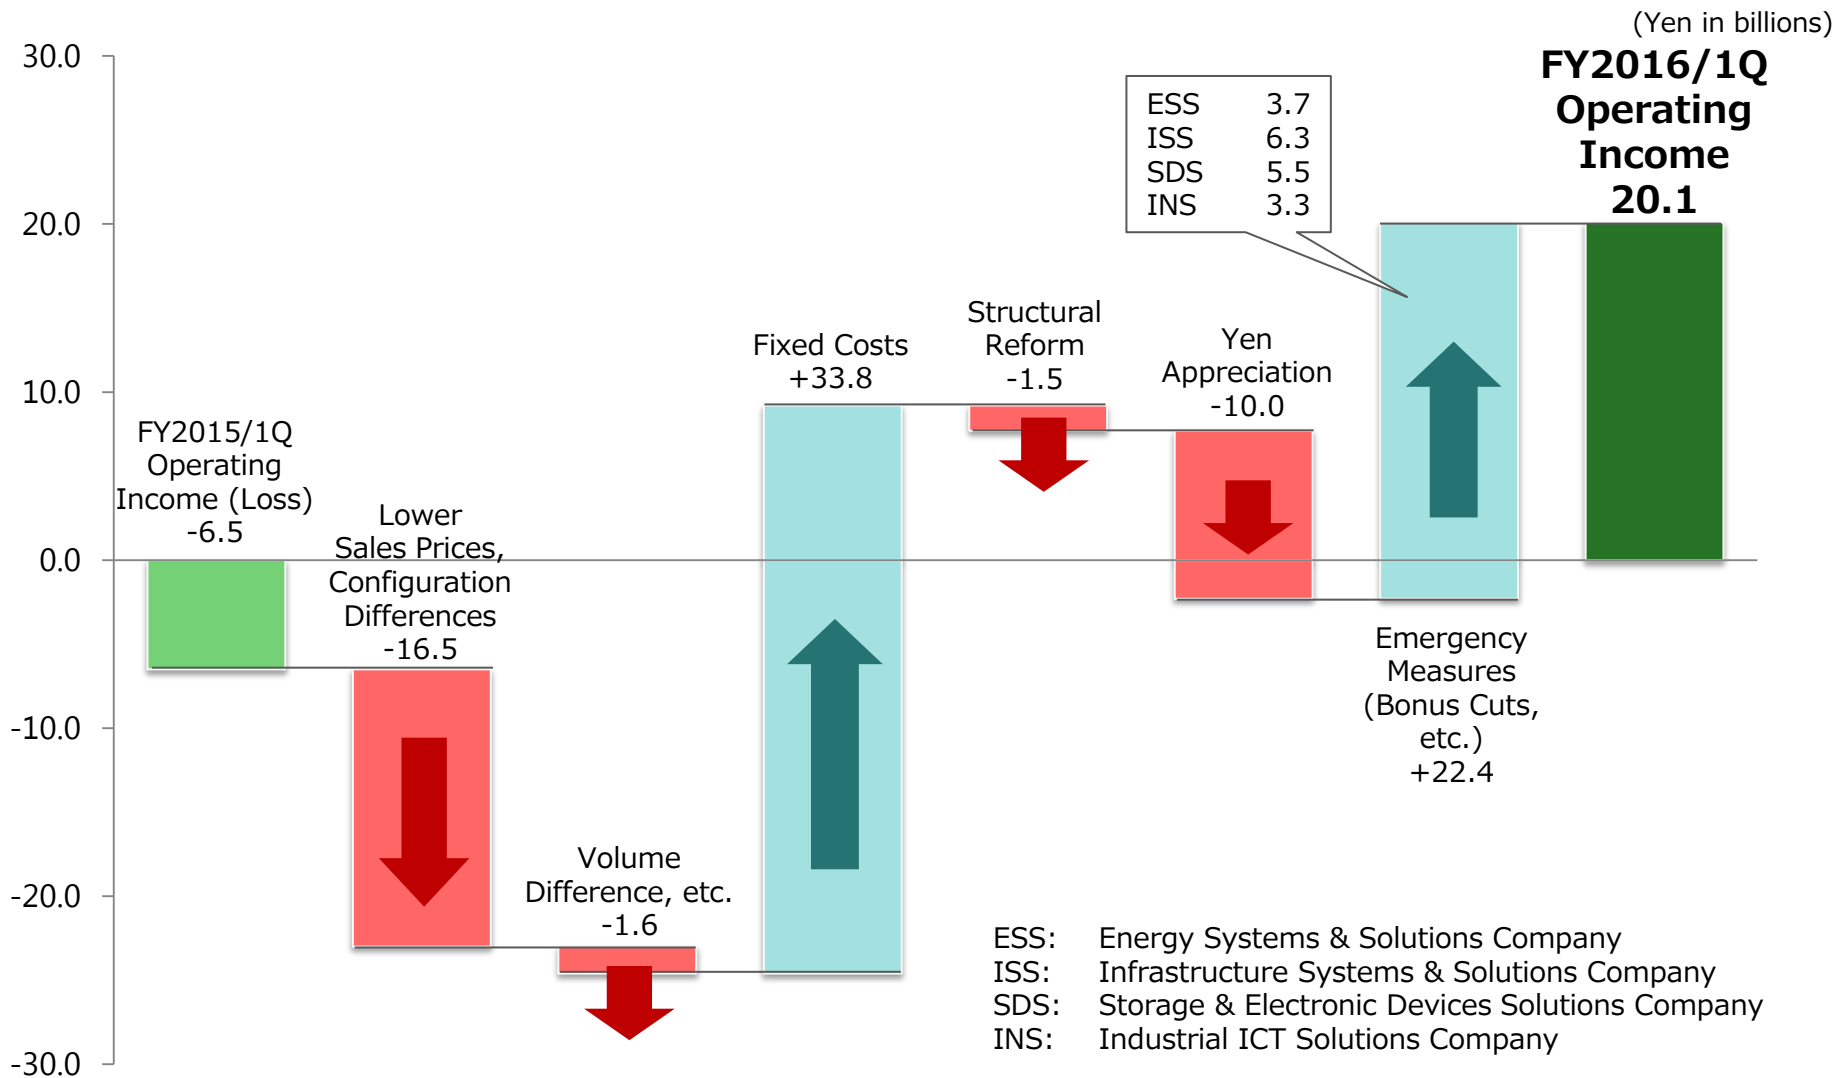 (Yen in billions)
30.0
20.0
10.0
0.0
-10.0
-20.0
-30.0
FY2015/1Q
Operating
Income (Loss)
-6.5
Lower
Sales Prices,
Configuration
Differences
-16.5
Volume
Difference, etc.
-1.6
Fixed Costs
+33.8
Structural
Reform
-1.5
Yen
Appreciation
-10.0
ESS 3.7
ISS 6.3
SDS 5.5
INS 3.3
Emergency
Measures
(Bonus Cuts,
etc.)
+22.4
FY2016/1Q
Operating
Income
20.1
ESS: Energy Systems & Solutions Company
ISS: Infrastructure Systems & Solutions Company
SDS: Storage & Electronic Devices Solutions Company
INS: Industrial ICT Solutions Company